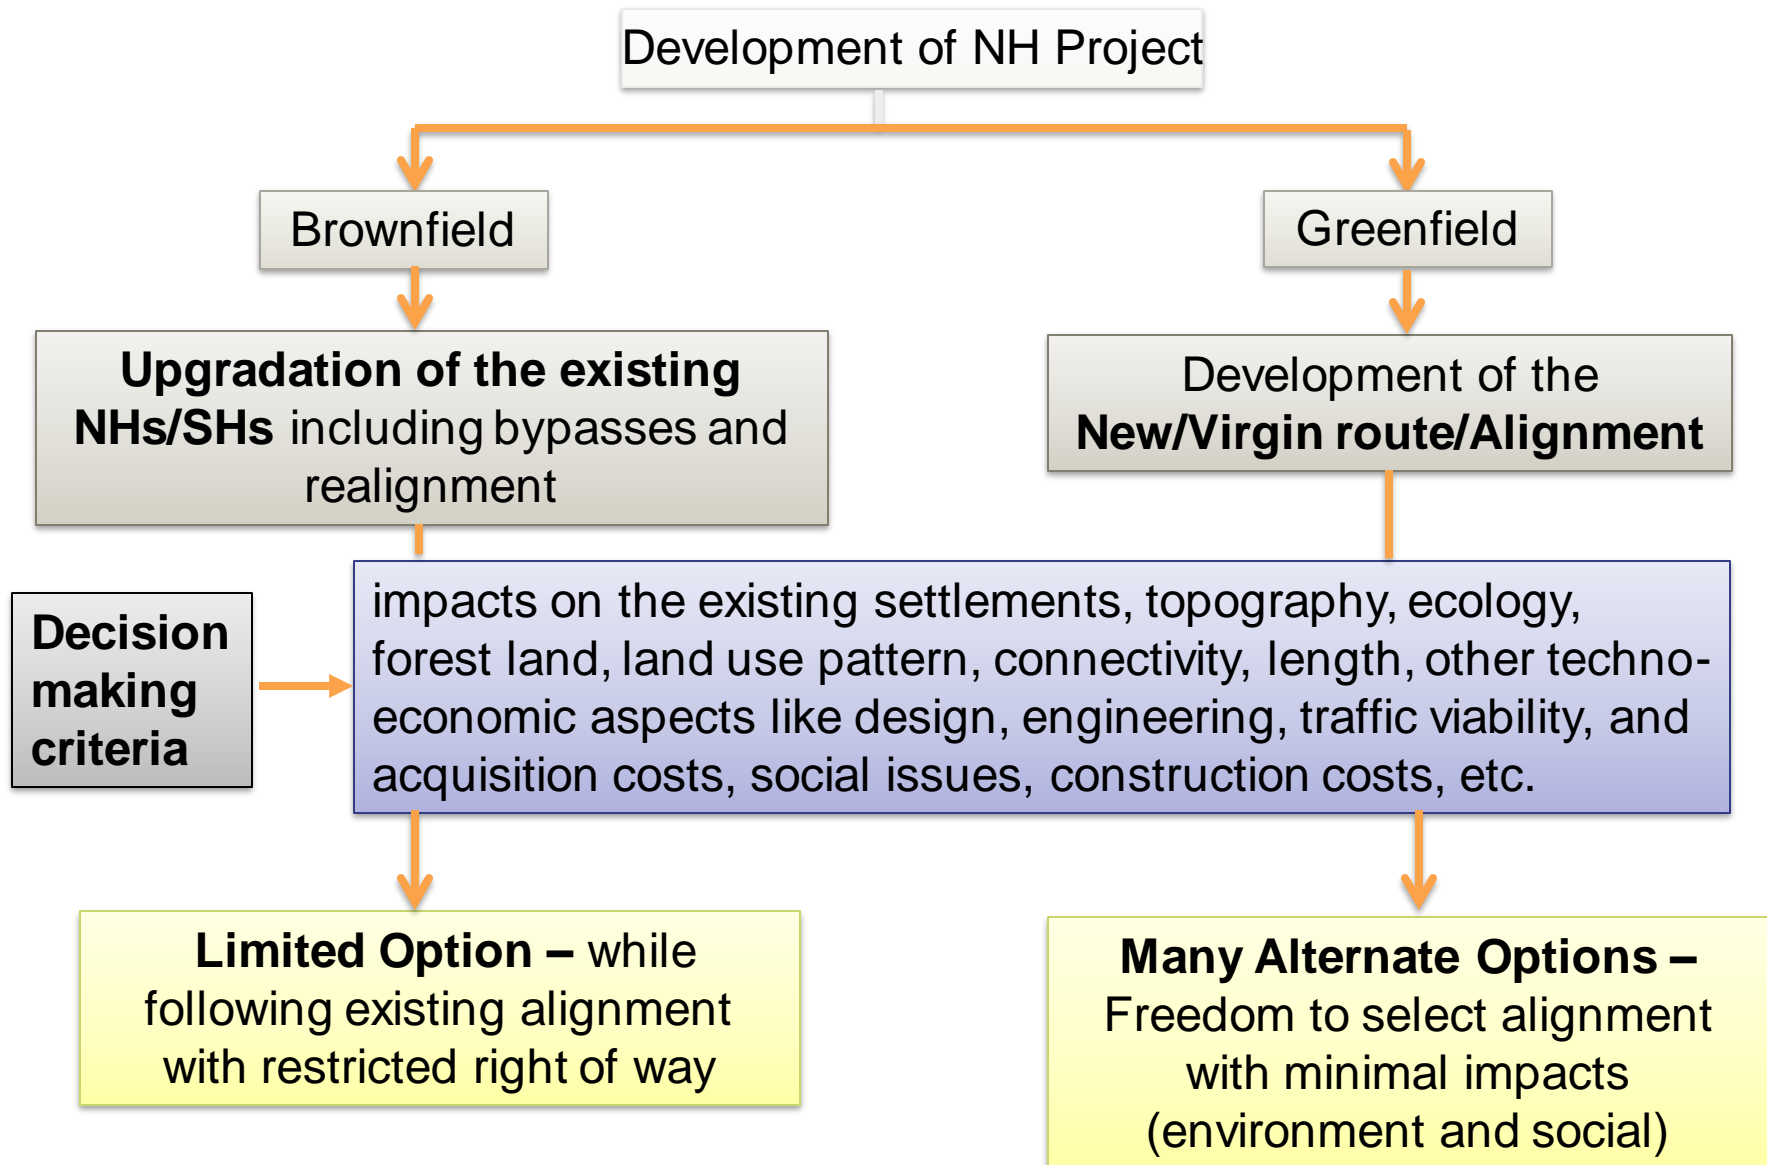 Development of NH Project
Brownfield
Greenfield
Upgradation of the existing
NHs/SHs including bypasses and
realignment
Development of the
New/Virgin route/Alignment
Decision
making
criteria
impacts on the existing settlements, topography, ecology,
forest land, land use pattern, connectivity, length, other techno-
economic aspects like design, engineering, traffic viability, and
acquisition costs, social issues, construction costs, etc.
Limited Option – while
following existing alignment
with restricted right of way
Many Alternate Options –
Freedom to select alignment
with minimal impacts
(environment and social)